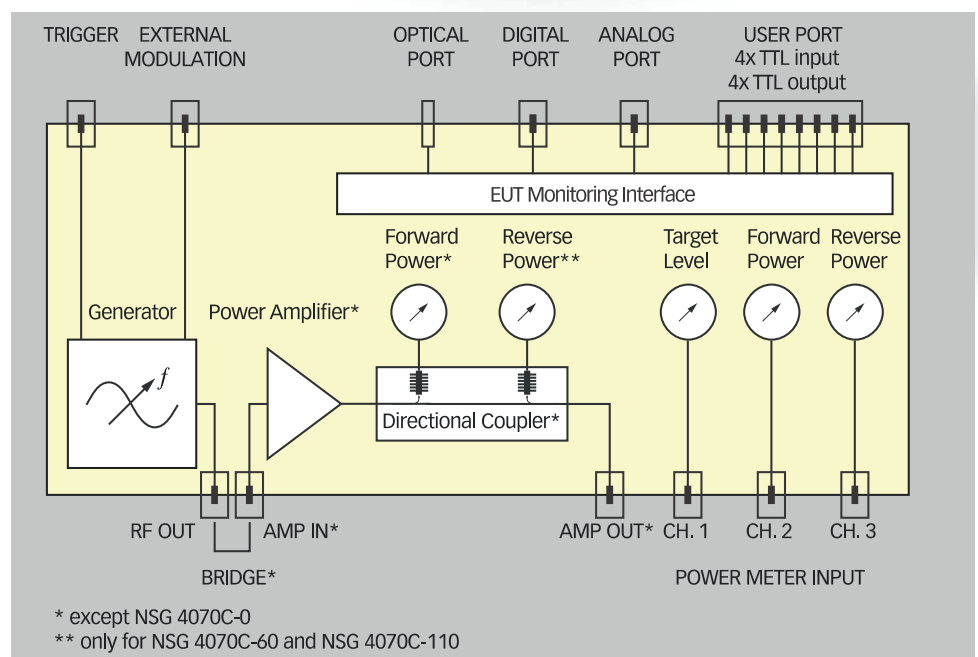 TRIGGER
EXTERNAL
MODULATION
OPTICAL
PORT
DIGITAL
PORT
ANALOG
PORT
USER PORT
4x TTL input
4x TTL output
EUT Monitoring Interface
Forward
Power*
Reverse
Power**
Target
Level
Forward
Power
Reverse
Power
Generator
Power Amplifier*
f
Directional Coupler*
RF OUT
AMP IN*
AMP OUT*
CH. 1
CH. 2
CH. 3
BRIDGE*
POWER METER INPUT
* except NSG 4070C-0
** only for NSG 4070C-60 and NSG 4070C-110